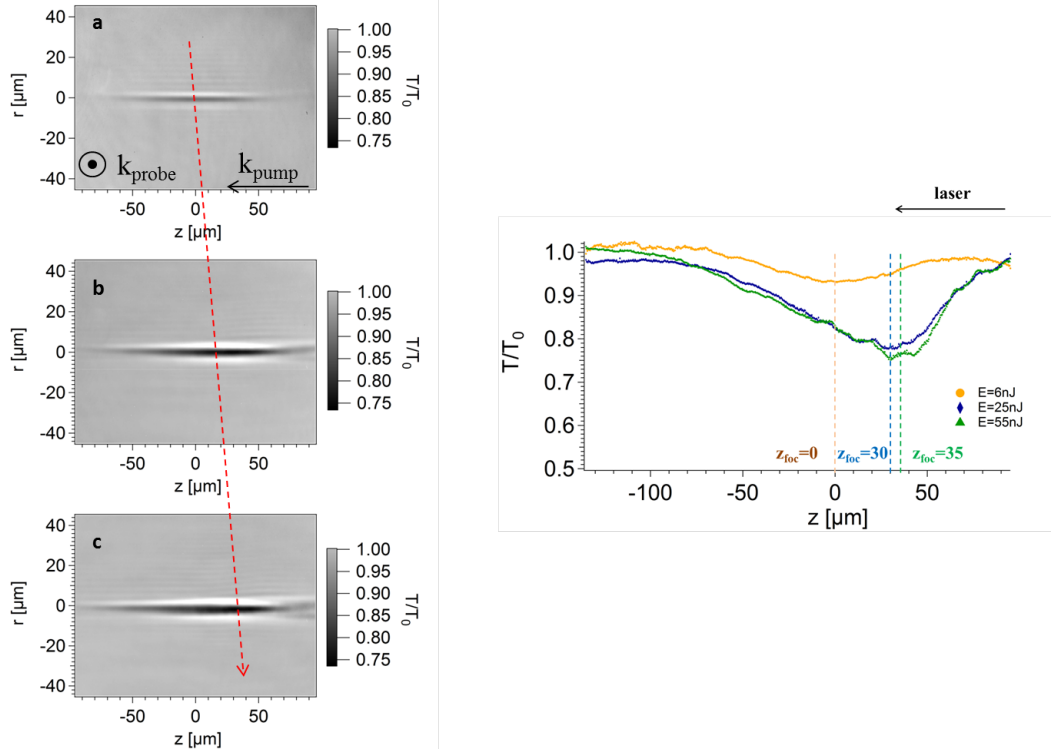 a
40
20
0
-20
-40
r [µm]
-50
0
50
z [µm]
k_probe
k_pump
1.00
0.95
0.90
0.85
0.80
0.75
T/T₀
b
40
20
0
-20
-40
r [µm]
-50
0
50
z [µm]
1.00
0.95
0.90
0.85
0.80
0.75
T/T₀
c
40
20
0
-20
-40
r [µm]
-50
0
50
z [µm]
1.00
0.95
0.90
0.85
0.80
0.75
T/T₀
laser
1.0
0.9
0.8
0.7
0.6
0.5
T/T₀
E=6nJ
E=25nJ
E=55nJ
z_foc=0 z_foc=30 z_foc=35
-100 -50 0 50
z [µm]